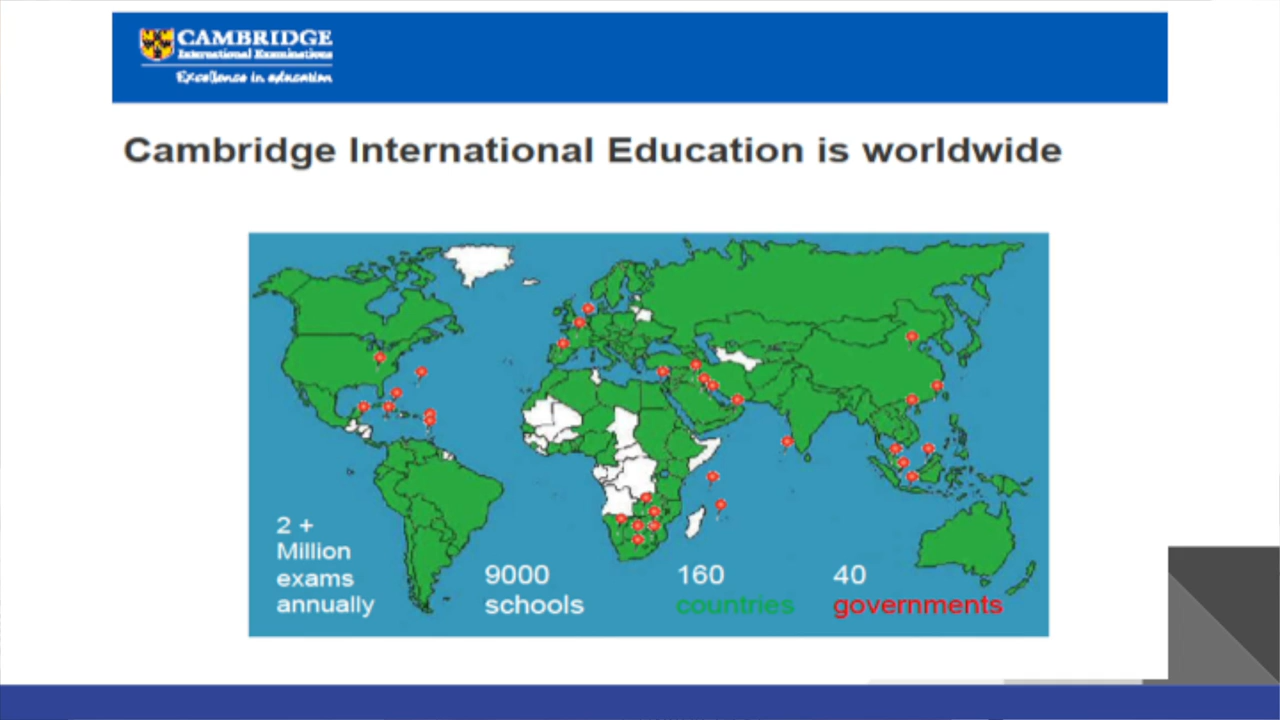 CAMBRIDGE
International Examinations
Excellence in education
Cambridge International Education is worldwide
2 +
Million
exams
annually
9000
schools
160
countries
40
governments